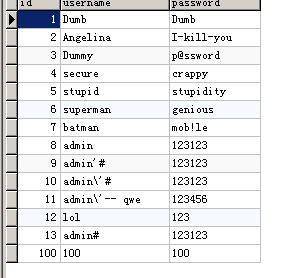 id username password
1 Dumb Dumb
2 Angelina I-kill-you
3 Dummy p@ssword
4 secure crappy
5 stupid stupidity
6 superman genious
7 batman mob!le
8 admin 123123
9 admin'# 123123
10 admin\'# 123123
11 admin\'-- qwe 123456
12 lol 123
13 admin# 123123
100 100 100